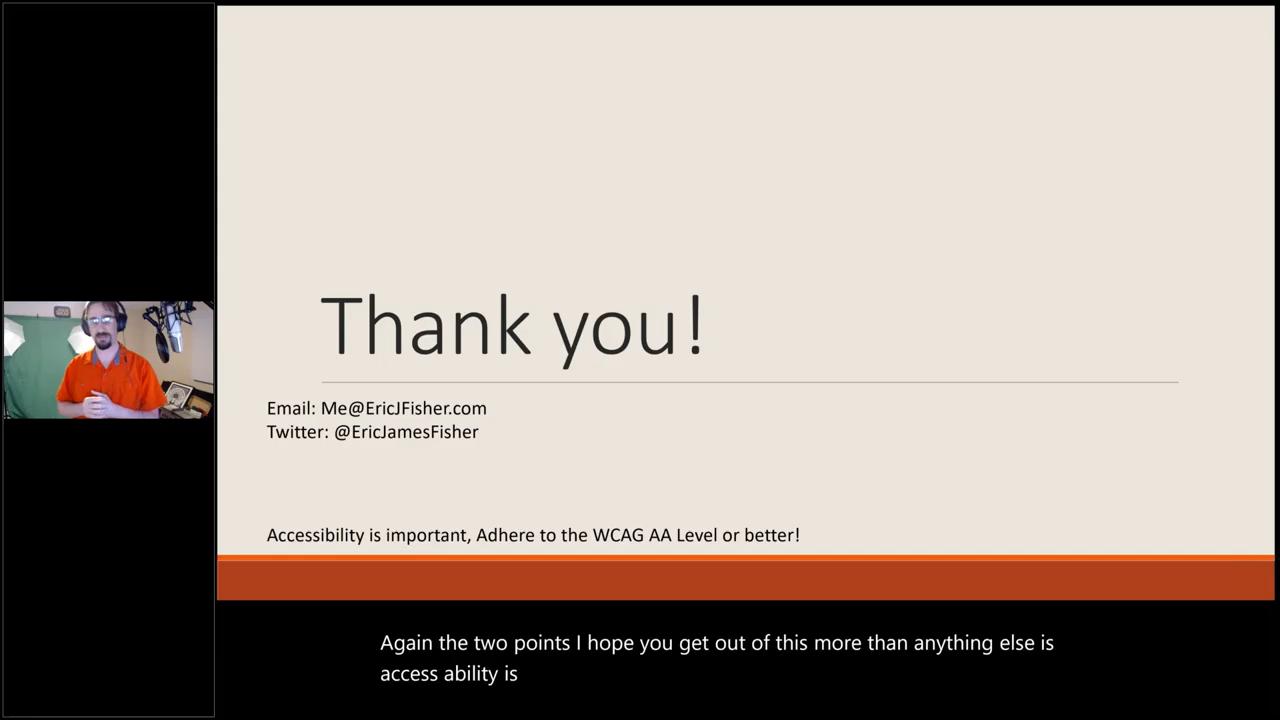 Thank you!
Email: Me@EricJFisher.com
Twitter: @EricJamesFisher
Accessibility is important, Adhere to the WCAG AA Level or better!
Again the two points I hope you get out of this more than anything else is
access ability is